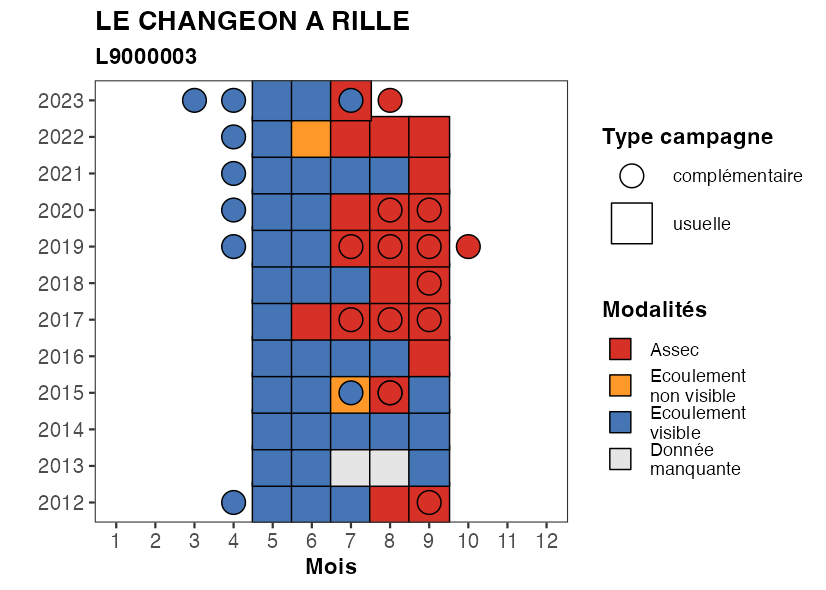 LE CHANGEON A RILLE
L9000003
2023
2022
2021
2020
2019
2018
2017
2016
2015
2014
2013
2012
1 2 3 4 5 6 7 8 9 10 11 12
Mois
Type campagne
complémentaire
usuelle
Modalités
Assec
Ecoulement
non visible
Ecoulement
visible
Donnée
manquante